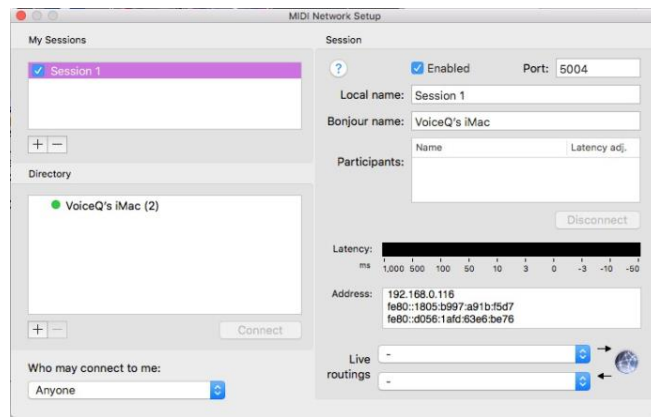 MIDI Network Setup
My Sessions
Session 1
+ −
Directory
VoiceQ's iMac (2)
+ −
Connect
Who may connect to me:
Anyone
Session
?
Enabled
Port: 5004
Local name: Session 1
Bonjour name: VoiceQ's iMac
Participants:
Name Latency adj.
Disconnect
Latency:
ms 1,000 500 100 50 10 3 0 -3 -10 -50
Address: 192.168.0.116
fe80::1805:b997:a91b:f5d7
fe80::d056:1afd:63e6:be76
Live routings
-
-